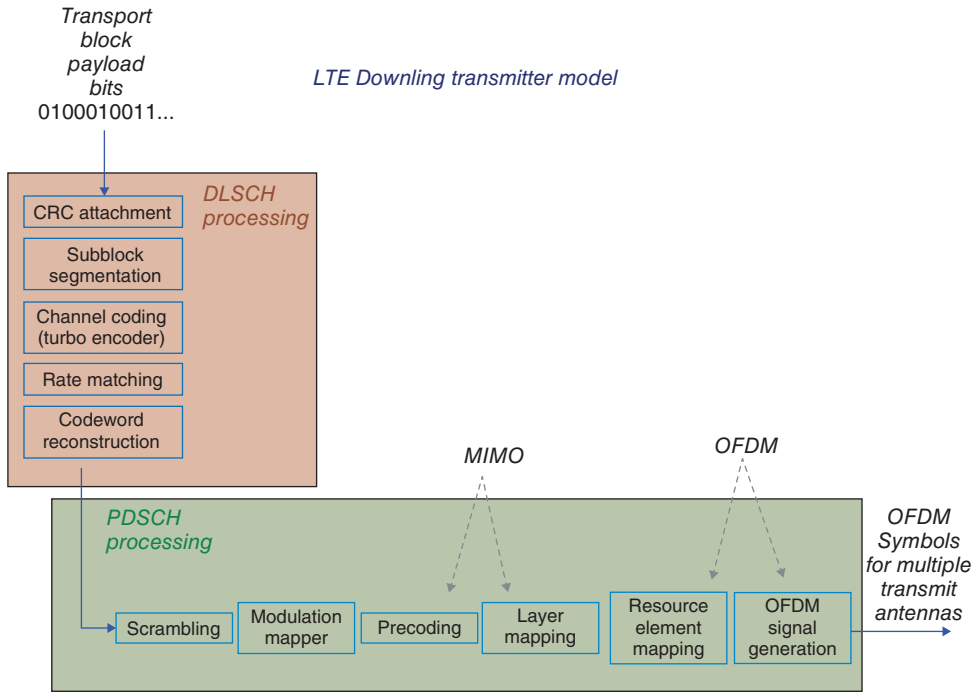 Transport
block
payload
bits
0100010011...
LTE Downling transmitter model
DLSCH
processing
CRC attachment
Subblock
segmentation
Channel coding
(turbo encoder)
Rate matching
Codeword
reconstruction
MIMO
OFDM
PDSCH
processing
Scrambling
Modulation
mapper
Precoding
Layer
mapping
Resource
element
mapping
OFDM
signal
generation
OFDM
Symbols
for multiple
transmit
antennas